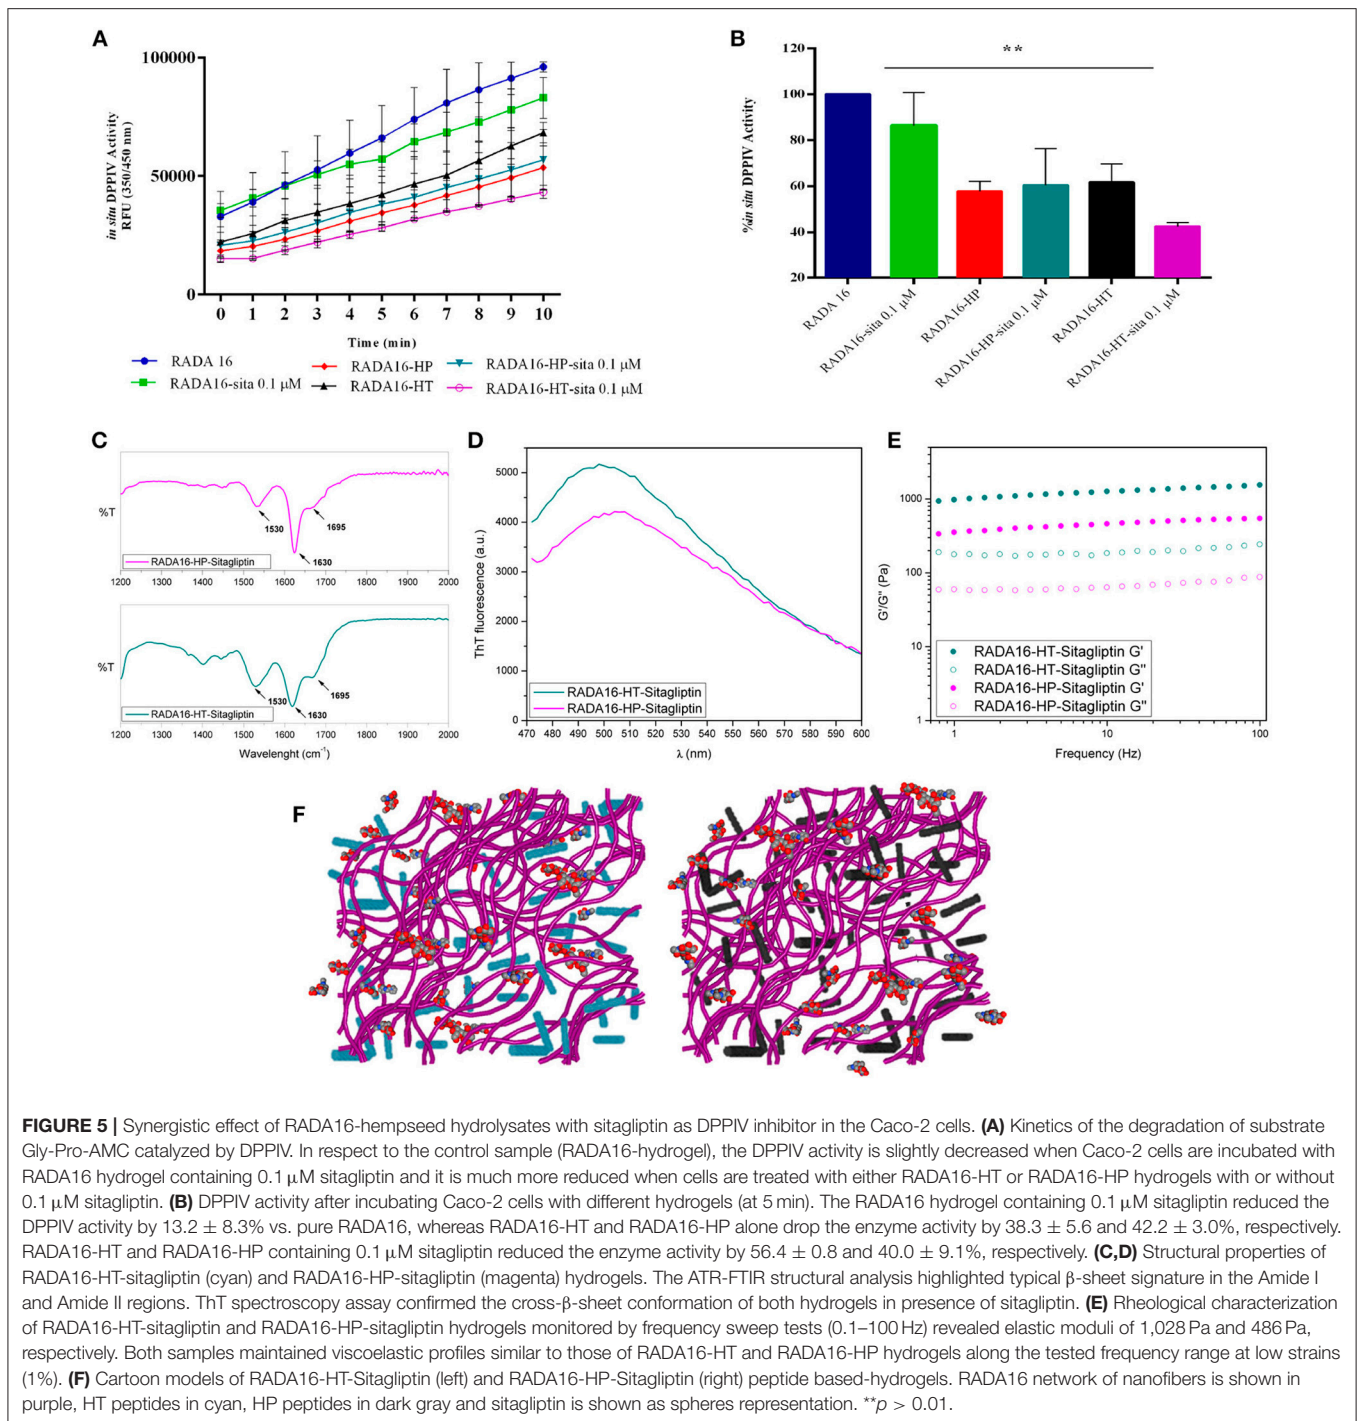 A
100000
50000
0
in situ DPPIV Activity
RFU (350/450 nm)
0 1 2 3 4 5 6 7 8 9 10
Time (min)
RADA 16
RADA16-sita 0.1 µM
RADA16-HP
RADA16-HT
RADA16-HP-sita 0.1 µM
RADA16-HT-sita 0.1 µM
B
**
120
100
80
60
40
20
%in situ DPPIV Activity
RADA 16
RADA16-sita 0.1 µM
RADA16-HP
RADA16-HP-sita 0.1 µM
RADA16-HT
RADA16-HT-sita 0.1 µM
C
%T
1530
1695
1630
RADA16-HP-Sitagliptin
1200 1300 1400 1500 1600 1700 1800 1900 2000
%T
1530
1695
1630
RADA16-HT-Sitagliptin
1200 1300 1400 1500 1600 1700 1800 1900 2000
Wavelenght (cm-1)
D
5000
4000
3000
2000
1000
0
ThT fluorescence (a.u.)
RADA16-HT-Sitagliptin
RADA16-HP-Sitagliptin
470 480 490 500 510 520 530 540 550 560 570 580 590 600
λ (nm)
E
1000
100
10
1
G'/G'' (Pa)
RADA16-HT-Sitagliptin G'
RADA16-HT-Sitagliptin G''
RADA16-HP-Sitagliptin G'
RADA16-HP-Sitagliptin G''
1 10 100
Frequency (Hz)
F
FIGURE 5 | Synergistic effect of RADA16-hempseed hydrolysates with sitagliptin as DPPIV inhibitor in the Caco-2 cells. (A) Kinetics of the degradation of substrate
Gly-Pro-AMC catalyzed by DPPIV. In respect to the control sample (RADA16-hydrogel), the DPPIV activity is slightly decreased when Caco-2 cells are incubated with
RADA16 hydrogel containing 0.1 µM sitagliptin and it is much more reduced when cells are treated with either RADA16-HT or RADA16-HP hydrogels with or without
0.1 µM sitagliptin. (B) DPPIV activity after incubating Caco-2 cells with different hydrogels (at 5 min). The RADA16 hydrogel containing 0.1 µM sitagliptin reduced the
DPPIV activity by 13.2 ± 8.3% vs. pure RADA16, whereas RADA16-HT and RADA16-HP alone drop the enzyme activity by 38.3 ± 5.6 and 42.2 ± 3.0%, respectively.
RADA16-HT and RADA16-HP containing 0.1 µM sitagliptin reduced the enzyme activity by 56.4 ± 0.8 and 40.0 ± 9.1%, respectively. (C,D) Structural properties of
RADA16-HT-sitagliptin (cyan) and RADA16-HP-sitagliptin (magenta) hydrogels. The ATR-FTIR structural analysis highlighted typical β-sheet signature in the Amide I
and Amide II regions. ThT spectroscopy assay confirmed the cross-β-sheet conformation of both hydrogels in presence of sitagliptin. (E) Rheological characterization
of RADA16-HT-sitagliptin and RADA16-HP-sitagliptin hydrogels monitored by frequency sweep tests (0.1–100 Hz) revealed elastic moduli of 1,028 Pa and 486 Pa,
respectively. Both samples maintained viscoelastic profiles similar to those of RADA16-HT and RADA16-HP hydrogels along the tested frequency range at low strains
(1%). (F) Cartoon models of RADA16-HT-Sitagliptin (left) and RADA16-HP-Sitagliptin (right) peptide based-hydrogels. RADA16 network of nanofibers is shown in
purple, HT peptides in cyan, HP peptides in dark gray and sitagliptin is shown as spheres representation. **p > 0.01.